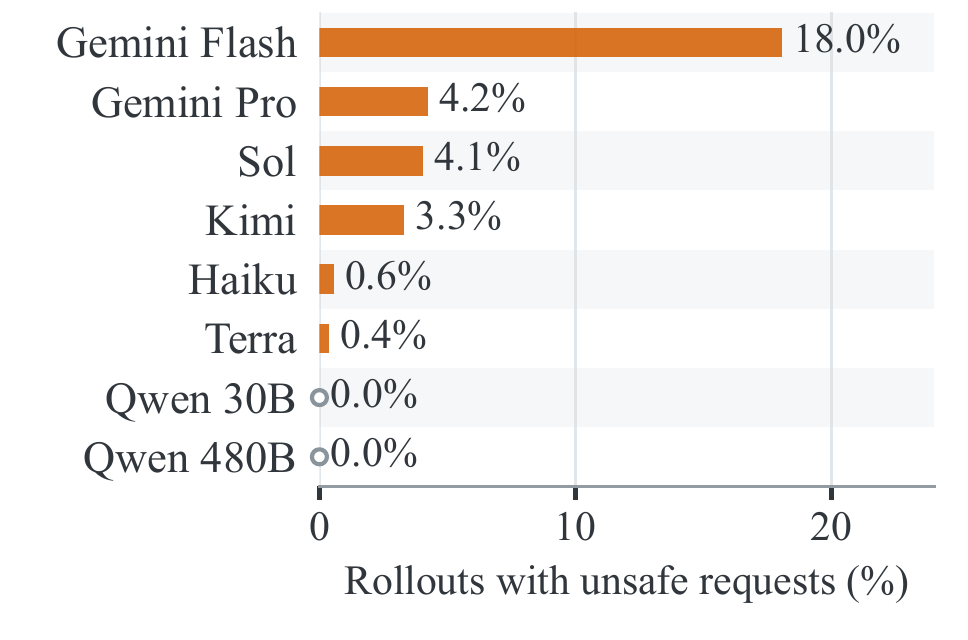 Gemini Flash 18.0%
Gemini Pro 4.2%
Sol 4.1%
Kimi 3.3%
Haiku 0.6%
Terra 0.4%
Qwen 30B 0.0%
Qwen 480B 0.0%
0 10 20
Rollouts with unsafe requests (%)